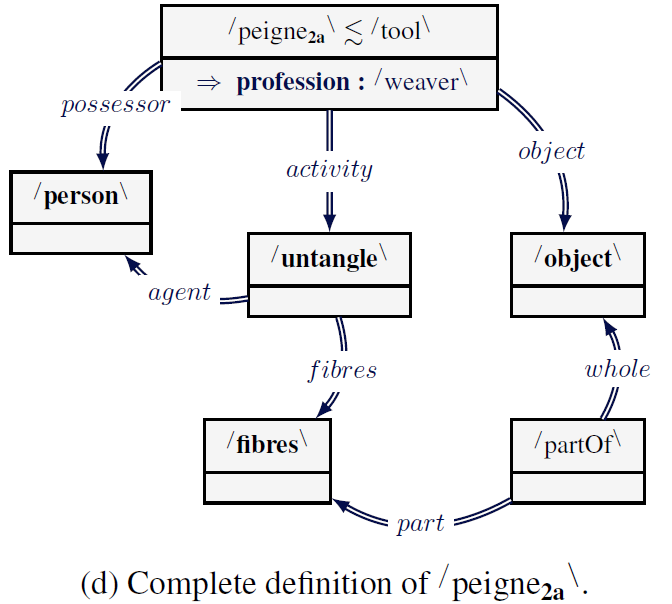 /peigne2a\ ≲ /tool\
⇒ profession : /weaver\
possessor
activity
object
/person\
/untangle\
/object\
agent
fibres
whole
/fibres\
/partOf\
part
(d) Complete definition of /peigne2a\.